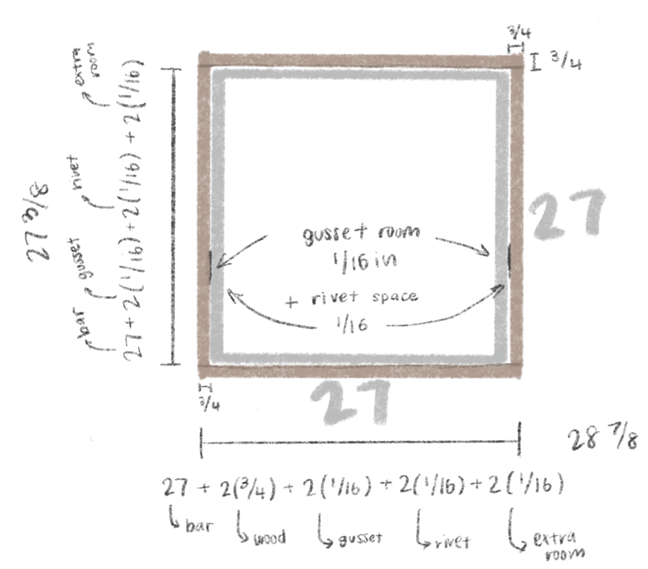 3/4
3/4
27
gusset room
1/16 in
+ rivet space
1/16
3/4
27
28 7/8
27 + 2(3/4) + 2(1/16) + 2(1/16) + 2(1/16)
bar
wood
gusset
rivet
extra
room
27 3/8
27 + 2(1/16) + 2(1/16) + 2(1/16)
bar
gusset
rivet
extra
room